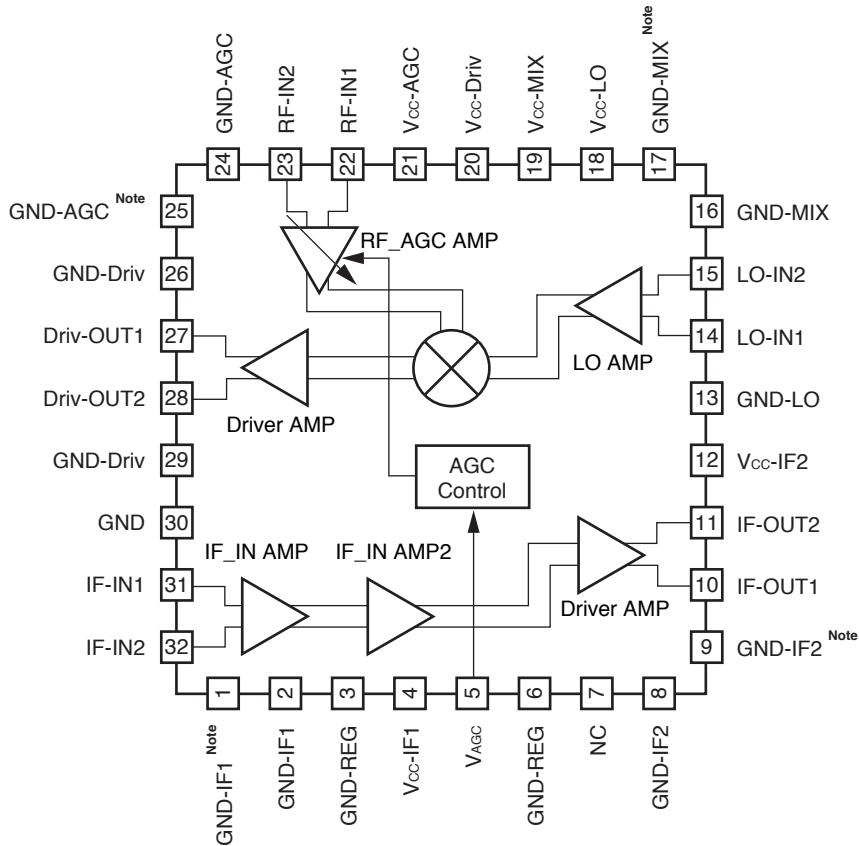 GND-AGC
RF-IN2
RF-IN1
Vcc-AGC
Vcc-Driv
Vcc-MIX
Vcc-LO
GND-MIX Note
24
23
22
21
20
19
18
17
GND-AGC Note
25
16
GND-MIX
GND-Driv
26
15
LO-IN2
Driv-OUT1
27
14
LO-IN1
Driv-OUT2
28
13
GND-LO
GND-Driv
29
12
Vcc-IF2
GND
30
11
IF-OUT2
IF-IN1
31
10
IF-OUT1
IF-IN2
32
9
GND-IF2 Note
RF_AGC AMP
LO AMP
Driver AMP
AGC
Control
IF_IN AMP
IF_IN AMP2
Driver AMP
1
2
3
4
5
6
7
8
GND-IF1 Note
GND-IF1
GND-REG
Vcc-IF1
VAGC
GND-REG
NC
GND-IF2